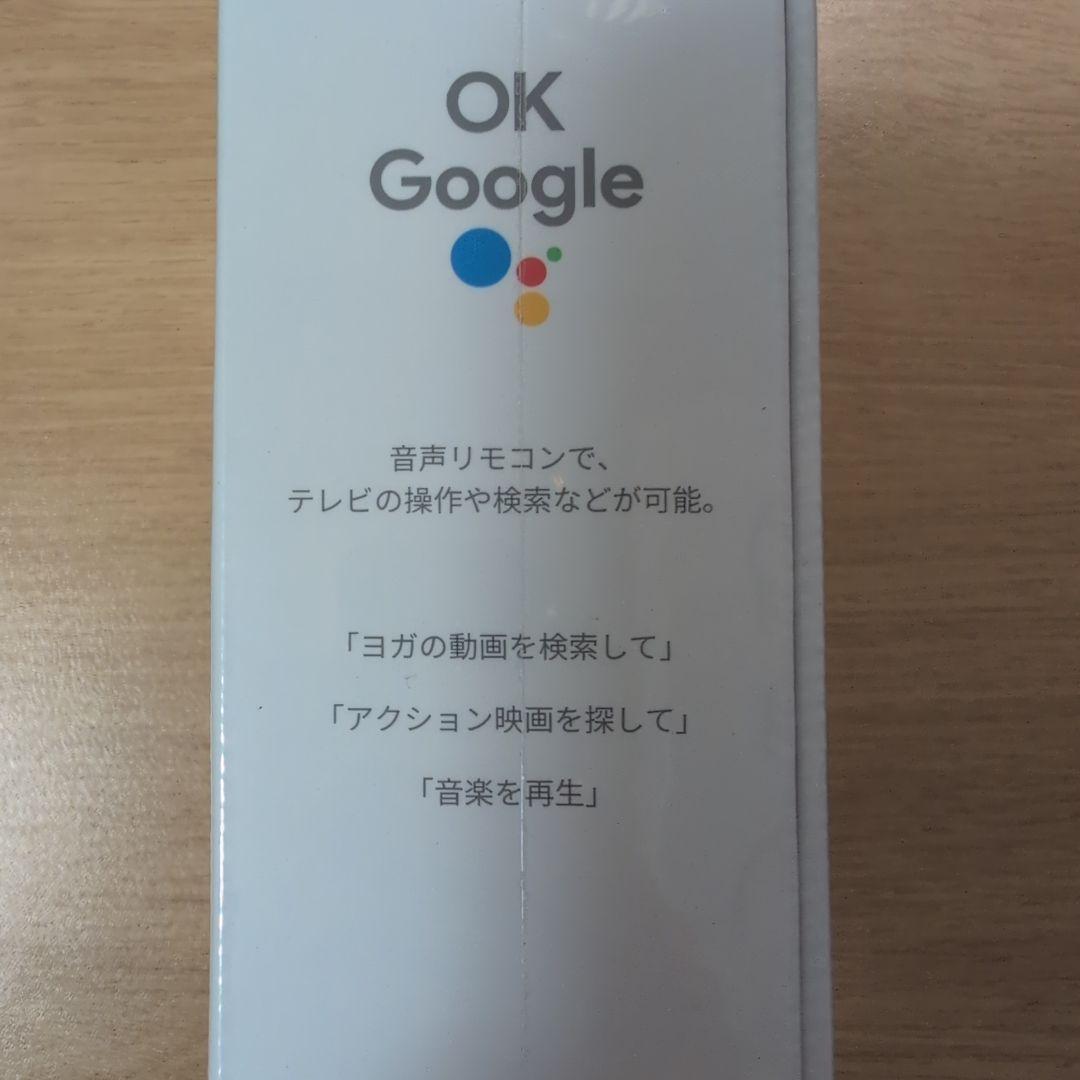 OK
Google
音声リモコンで、
テレビの操作や検索などが可能。
「ヨガの動画を検索して」
「アクション映画を探して」
「音楽を再生」